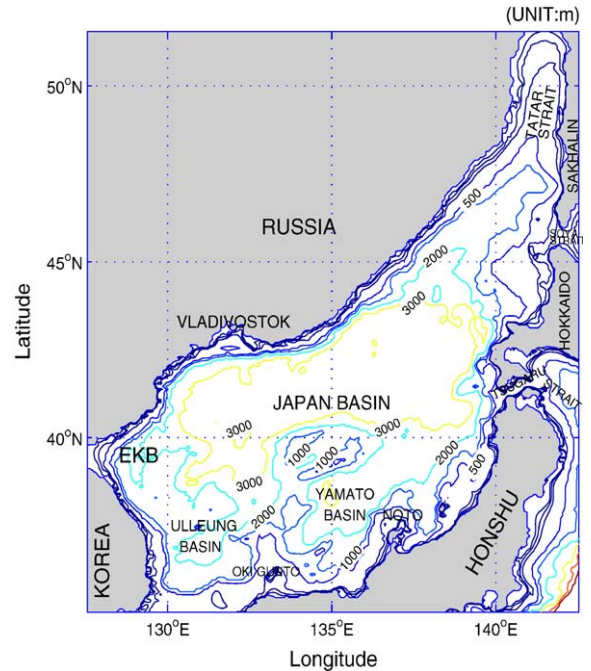 (UNIT:m)
50°N
TATAR
STRAIT
SAKHALIN
500
RUSSIA
SOYA
STRAIT
2000
45°N
3000
HOKKAIDO
VLADIVOSTOK
Latitude
TSUGARU
STRAIT
JAPAN BASIN
3000
3000
40°N
EKB
1000
1000
2000
500
3000
YAMATO
BASIN
2000
ULLEUNG
BASIN
NOTO
HONSHU
KOREA
OKI GUNTO
1000
130°E
135°E
140°E
Longitude